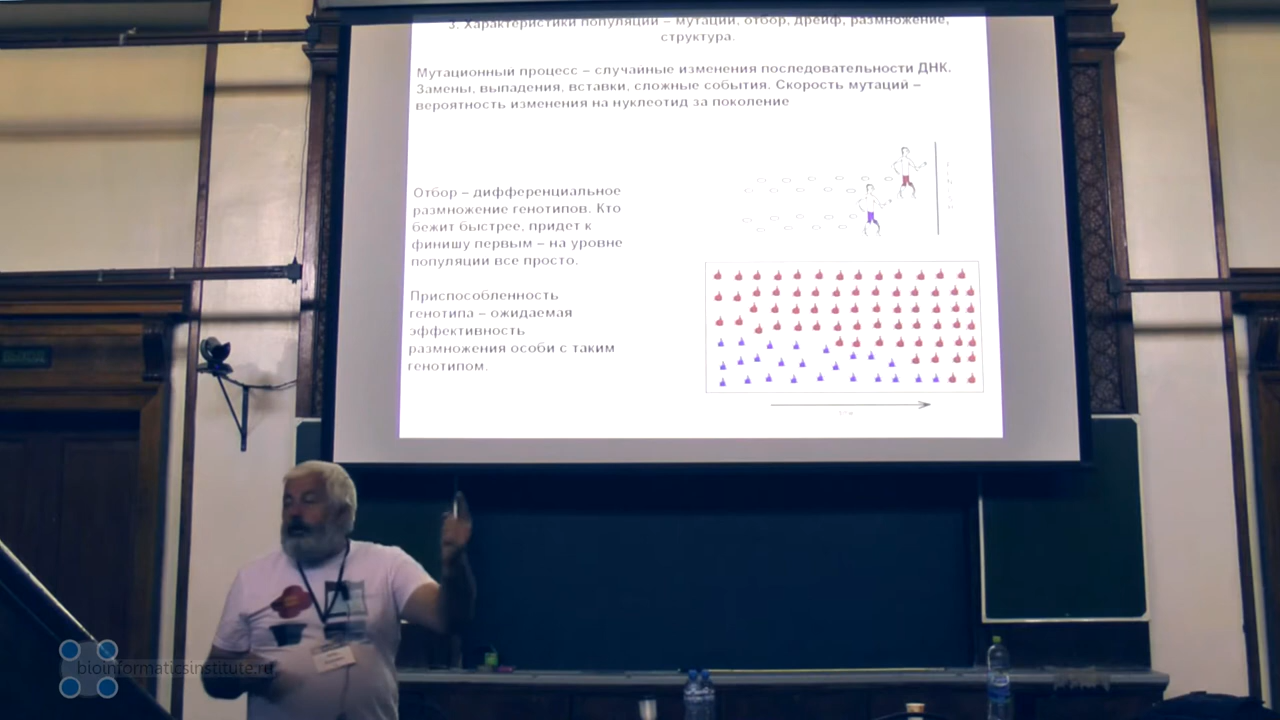 3. Характеристики популяции – мутации, отбор, дрейф, размножение,
структура.
Мутационный процесс – случайные изменения последовательности ДНК.
Замены, выпадения, вставки, сложные события. Скорость мутаций –
вероятность изменения на нуклеотид за поколение
Отбор – дифференциальное
размножение генотипов. Кто
бежит быстрее, придет к
финишу первым – на уровне
популяции все просто.
Приспособленность
генотипа – ожидаемая
эффективность
размножения особи с таким
генотипом.
ВЫХОД
bioinformaticsinstitute.ru